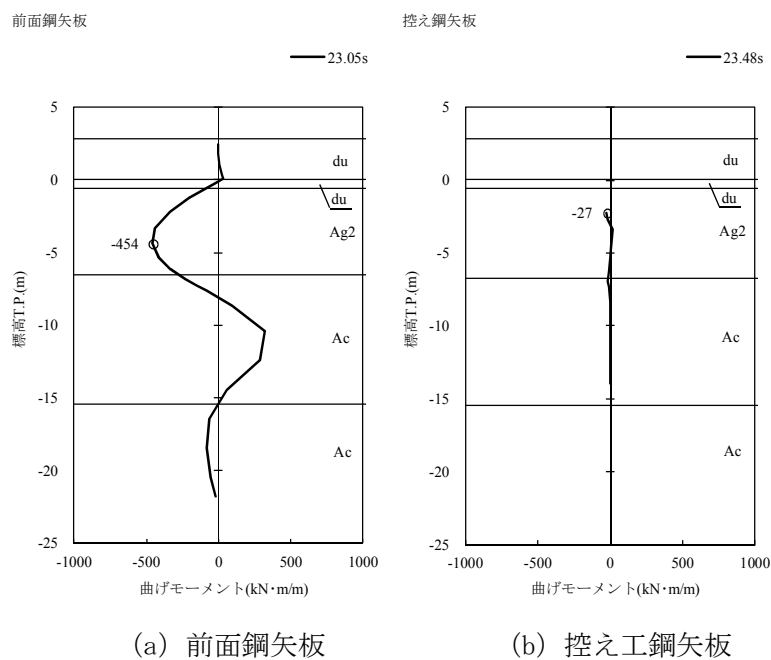 前面鋼矢板
23.05s
5
0
-5
-10
-15
-20
-25
標高T.P.(m)
du
du
Ag2
-454
Ac
Ac
-1000 -500 0 500 1000
曲げモーメント(kN･m/m)
(a) 前面鋼矢板
控え鋼矢板
23.48s
5
0
-5
-10
-15
-20
-25
標高T.P.(m)
du
du
-27
Ag2
Ac
Ac
-1000 -500 0 500 1000
曲げモーメント(kN･m/m)
(b) 控え工鋼矢板